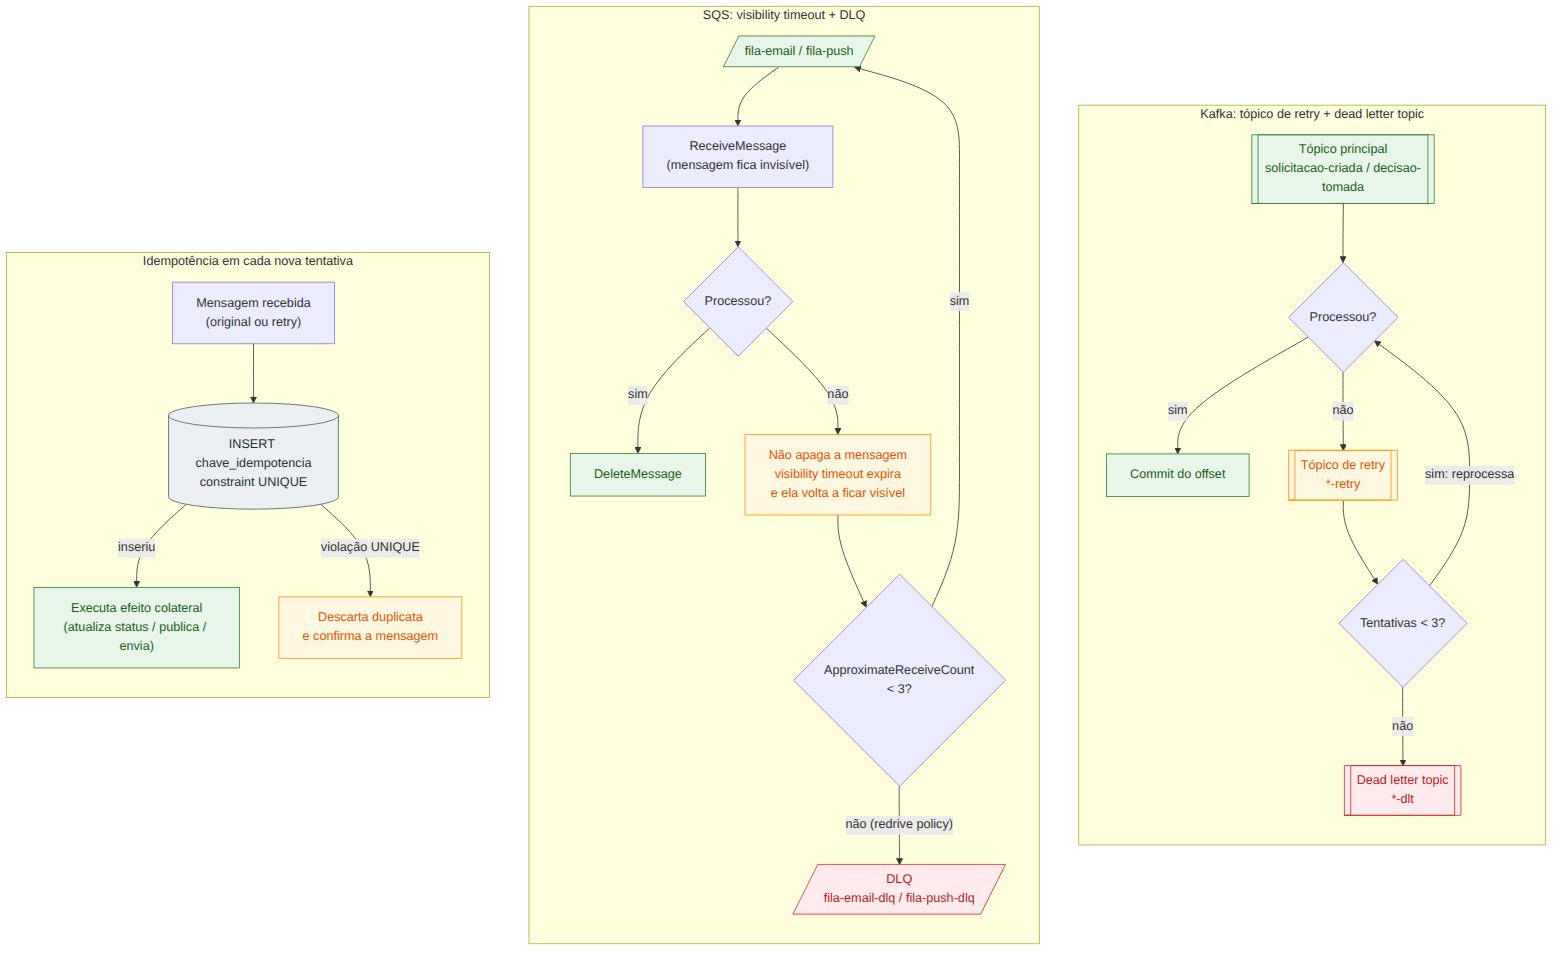 Idempotência em cada nova tentativa
Mensagem recebida
(original ou retry)
INSERT
chave_idempotencia
constraint UNIQUE
inseriu
violação UNIQUE
Executa efeito colateral
(atualiza status / publica /
envia)
Descarta duplicata
e confirma a mensagem
SQS: visibility timeout + DLQ
fila-email / fila-push
ReceiveMessage
(mensagem fica invisível)
Processou?
sim
sim
não
DeleteMessage
Não apaga a mensagem
visibility timeout expira
e ela volta a ficar visível
ApproximateReceiveCount
< 3?
não (redrive policy)
DLQ
fila-email-dlq / fila-push-dlq
Kafka: tópico de retry + dead letter topic
Tópico principal
solicitacao-criada / decisao-
tomada
Processou?
sim
não
Commit do offset
Tópico de retry
*-retry
sim: reprocessa
Tentativas < 3?
não
Dead letter topic
*-dlt